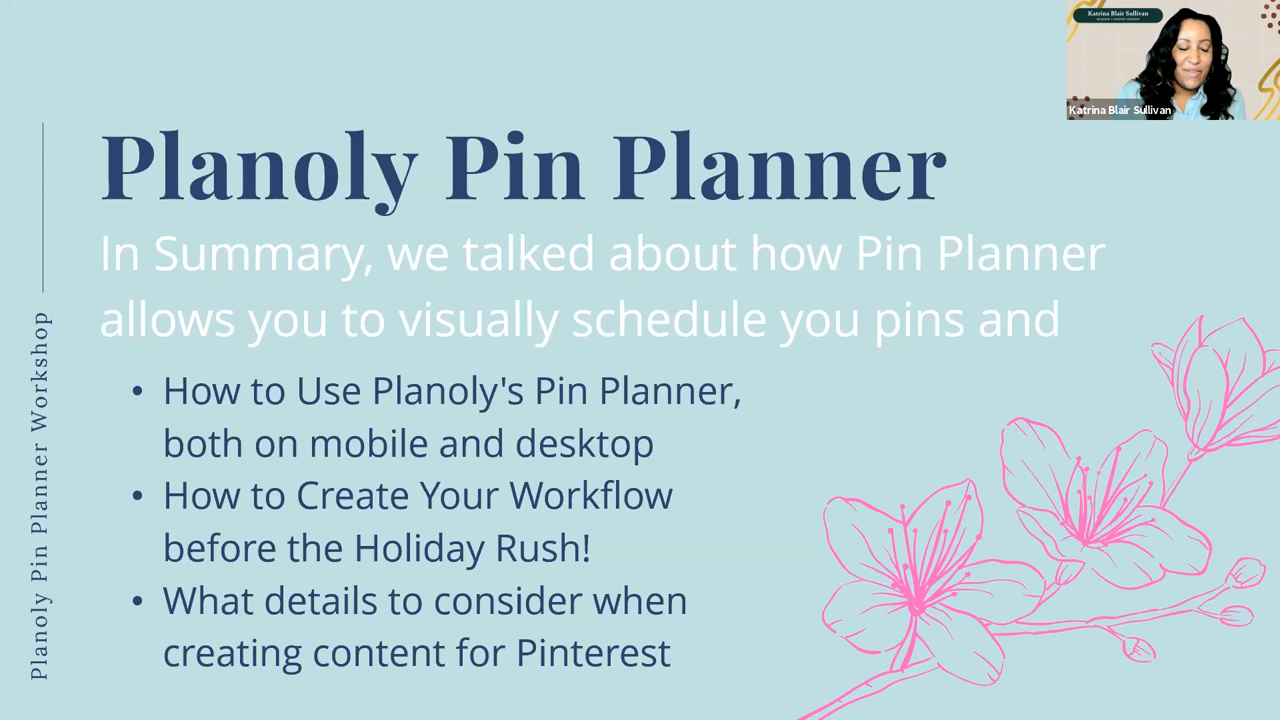 Katrina Blair Sullivan
Katrina Blair Sullivan
Planoly Pin Planner
In Summary, we talked about how Pin Planner
allows you to visually schedule you pins and
• How to Use Planoly's Pin Planner,
both on mobile and desktop
• How to Create Your Workflow
before the Holiday Rush!
• What details to consider when
creating content for Pinterest
Planoly Pin Planner Workshop